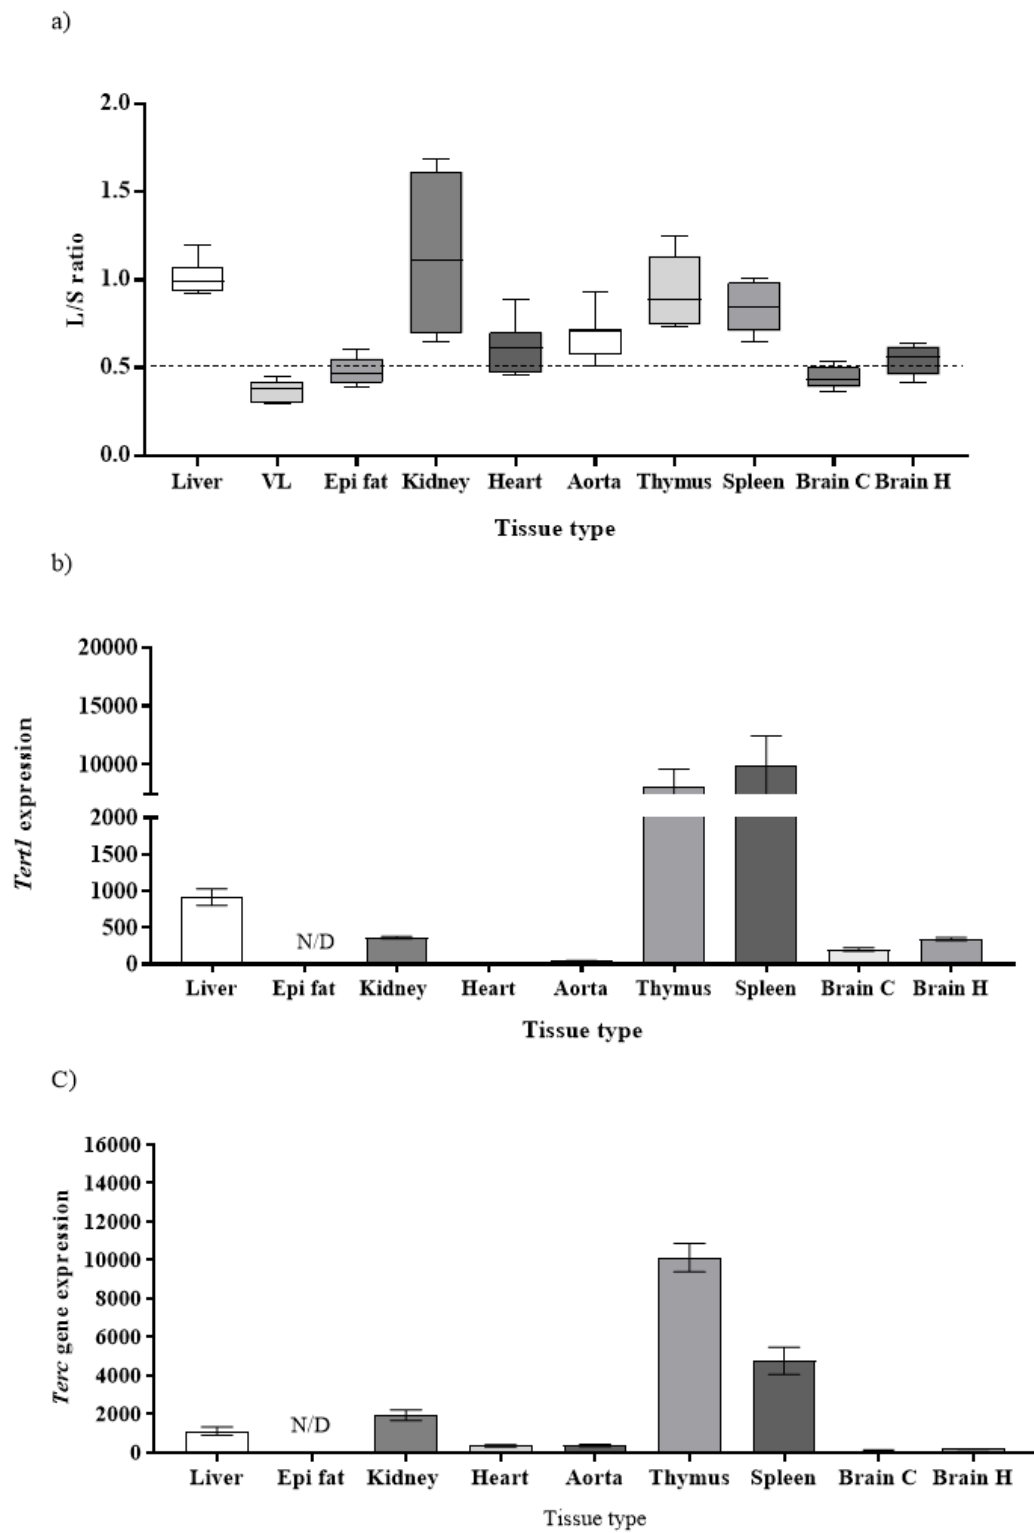 a)
2.0
1.5
1.0
0.5
0.0
L/S ratio
Liver VL Epi fat Kidney Heart Aorta Thymus Spleen Brain C Brain H
Tissue type
b)
20000
15000
10000
2000
1500
1000
500
0
Tert1 expression
N/D
Liver Epi fat Kidney Heart Aorta Thymus Spleen Brain C Brain H
Tissue type
C)
16000
14000
12000
10000
8000
6000
4000
2000
0
Terc gene expression
N/D
Liver Epi fat Kidney Heart Aorta Thymus Spleen Brain C Brain H
Tissue type